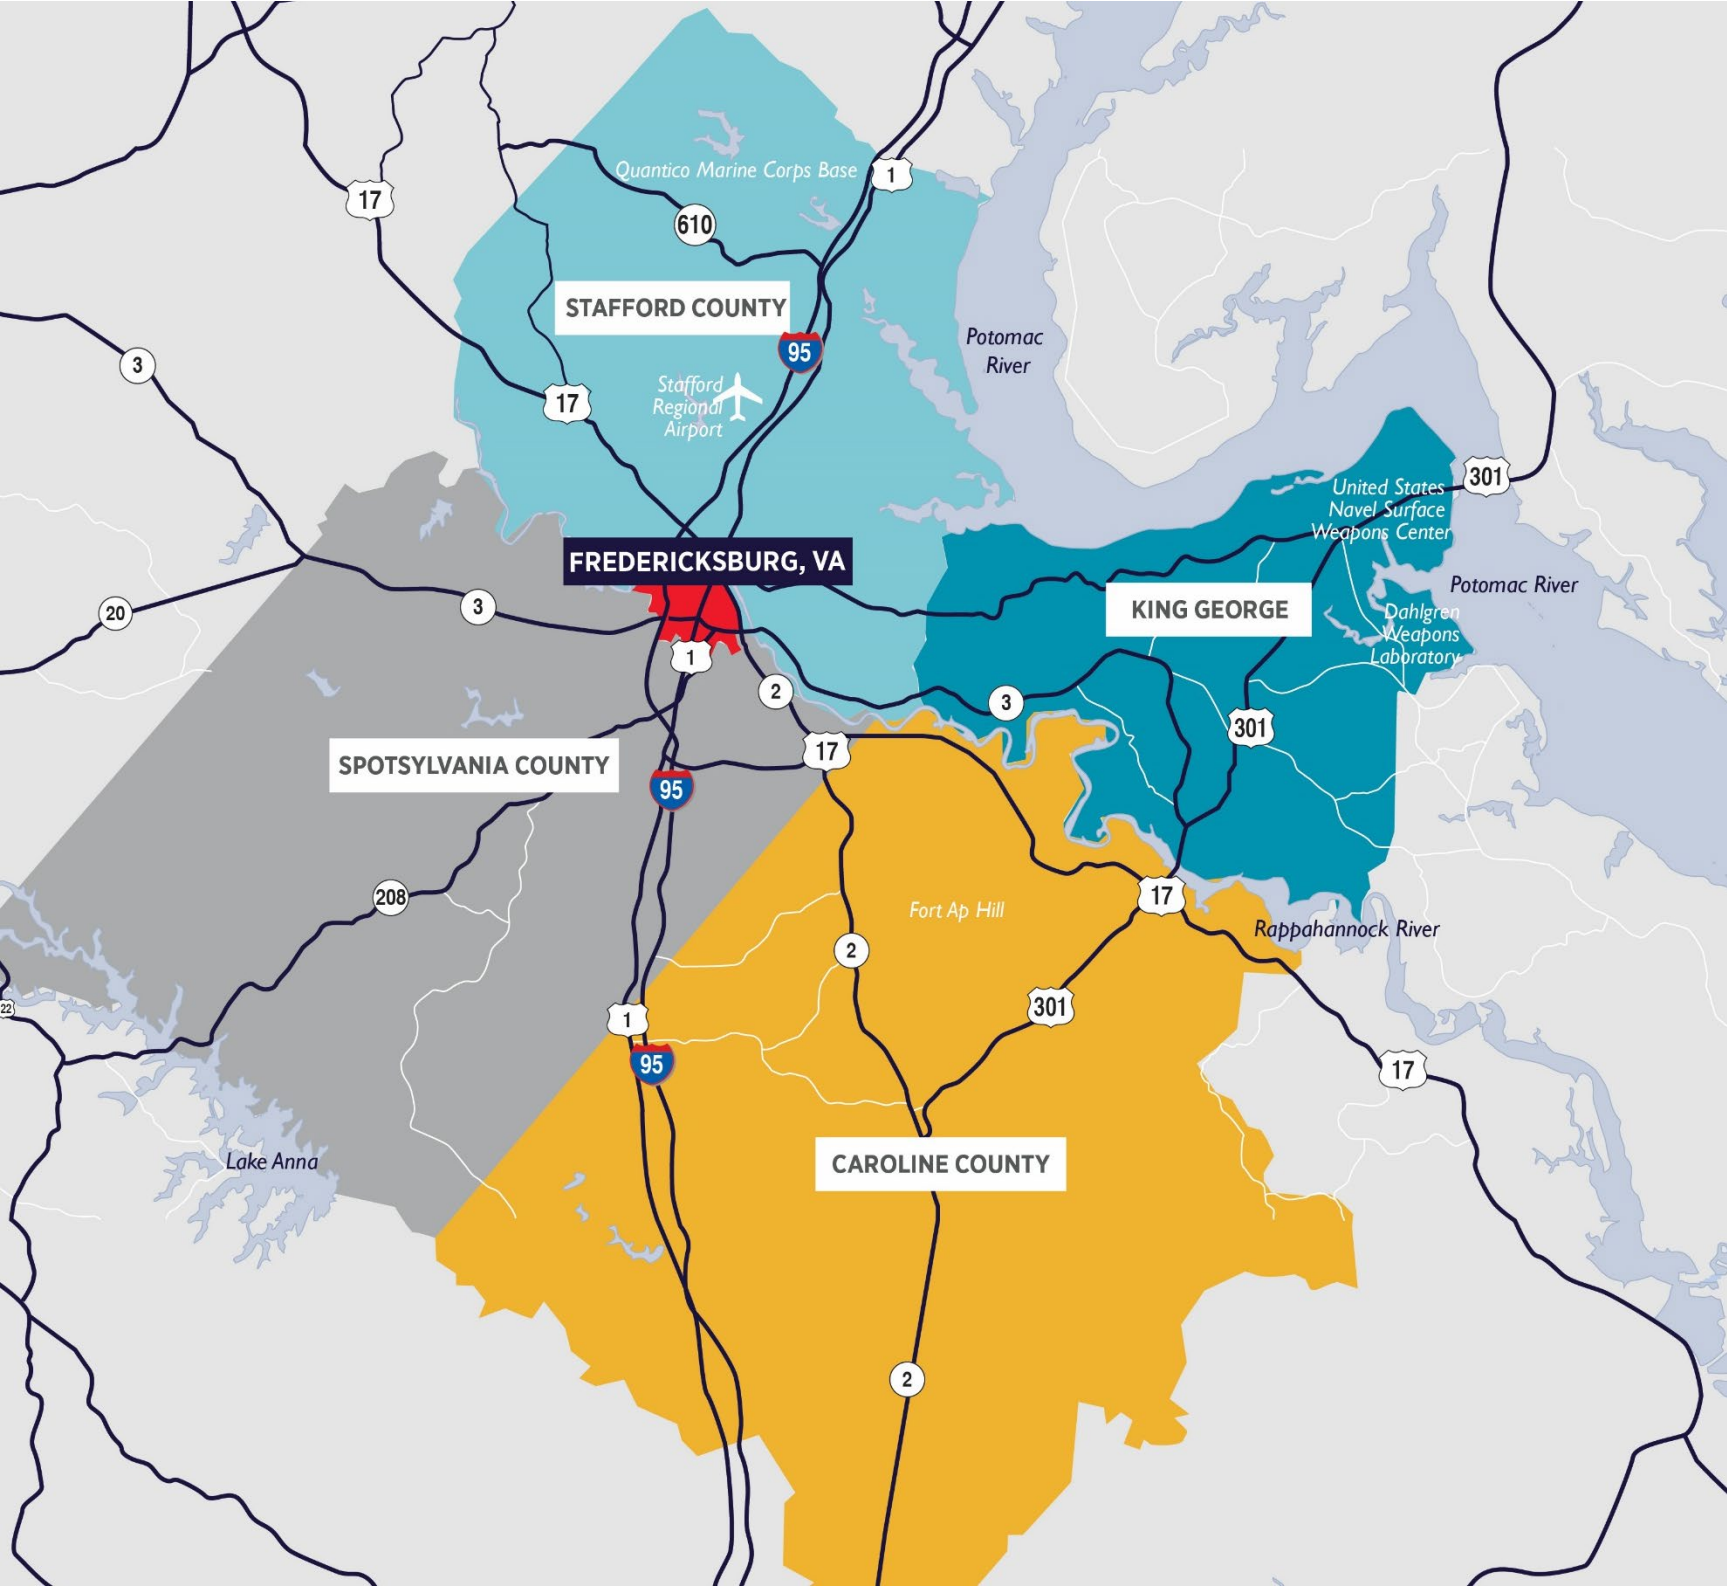 1
17
Quantico Marine Corps Base
610
STAFFORD COUNTY
Potomac
River
95
3
Stafford
Regional
Airport
17
301
United States
Navel Surface
Weapons Center
FREDERICKSBURG, VA
Potomac River
20
3
KING GEORGE
Dahlgren
Weapons
Laboratory
1
2
3
301
17
SPOTSYLVANIA COUNTY
95
208
17
Fort Ap Hill
Rappahannock River
2
22
1
301
95
17
Lake Anna
CAROLINE COUNTY
2